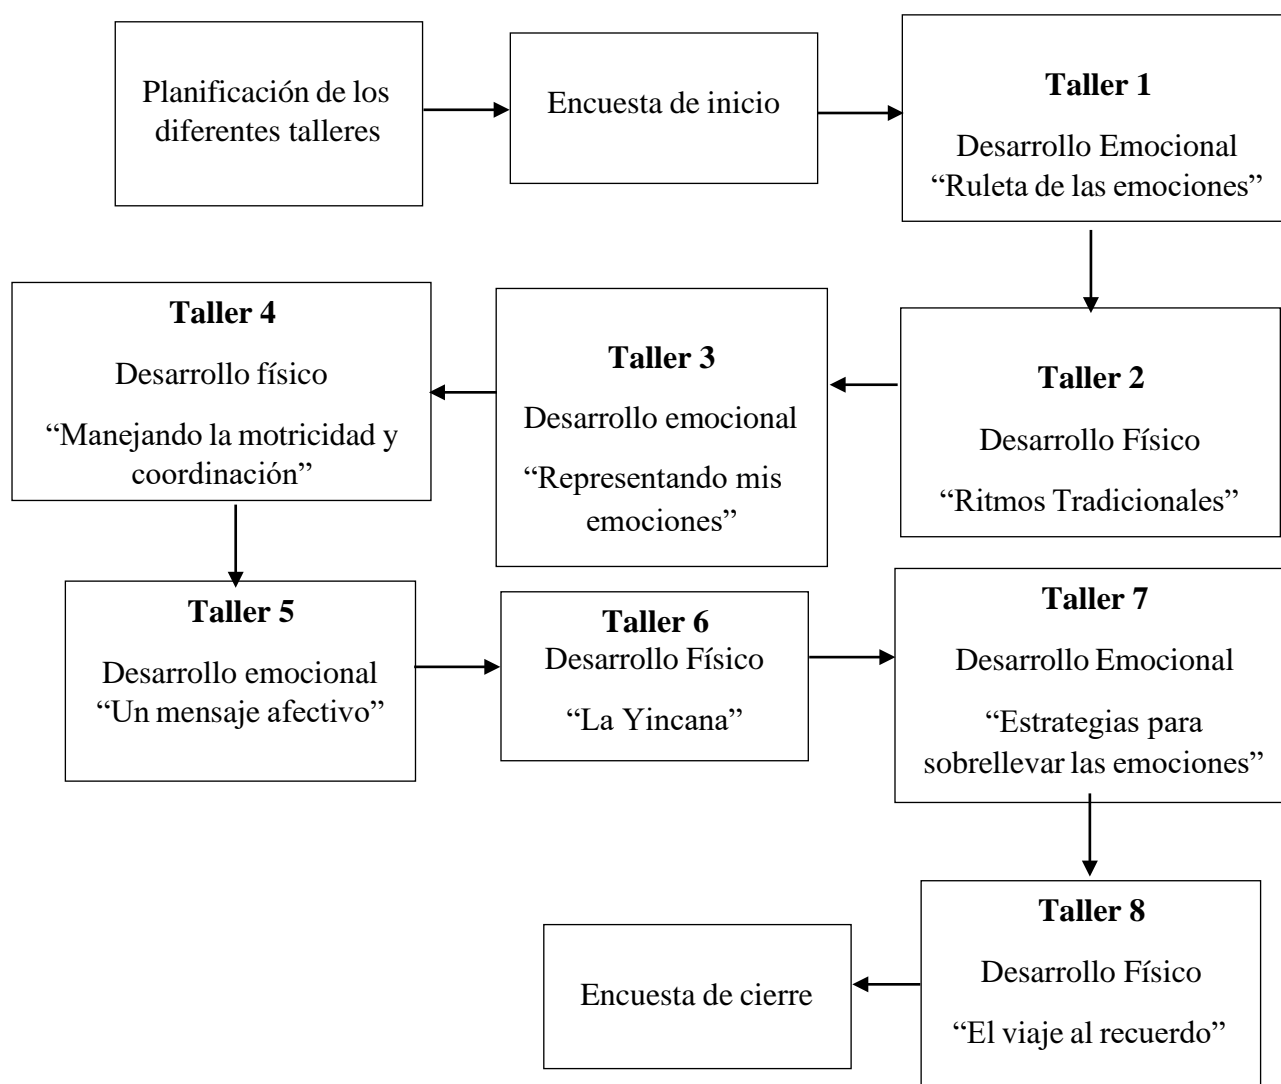 Planificación de los
diferentes talleres
Encuesta de inicio
Taller 1
Desarrollo Emocional
“Ruleta de las emociones”
Taller 2
Desarrollo Físico
“Ritmos Tradicionales”
Taller 3
Desarrollo emocional
“Representando mis
emociones”
Taller 4
Desarrollo físico
“Manejando la motricidad y
coordinación”
Taller 5
Desarrollo emocional
“Un mensaje afectivo”
Taller 6
Desarrollo Físico
“La Yincana”
Taller 7
Desarrollo Emocional
“Estrategias para
sobrellevar las emociones”
Taller 8
Desarrollo Físico
“El viaje al recuerdo”
Encuesta de cierre